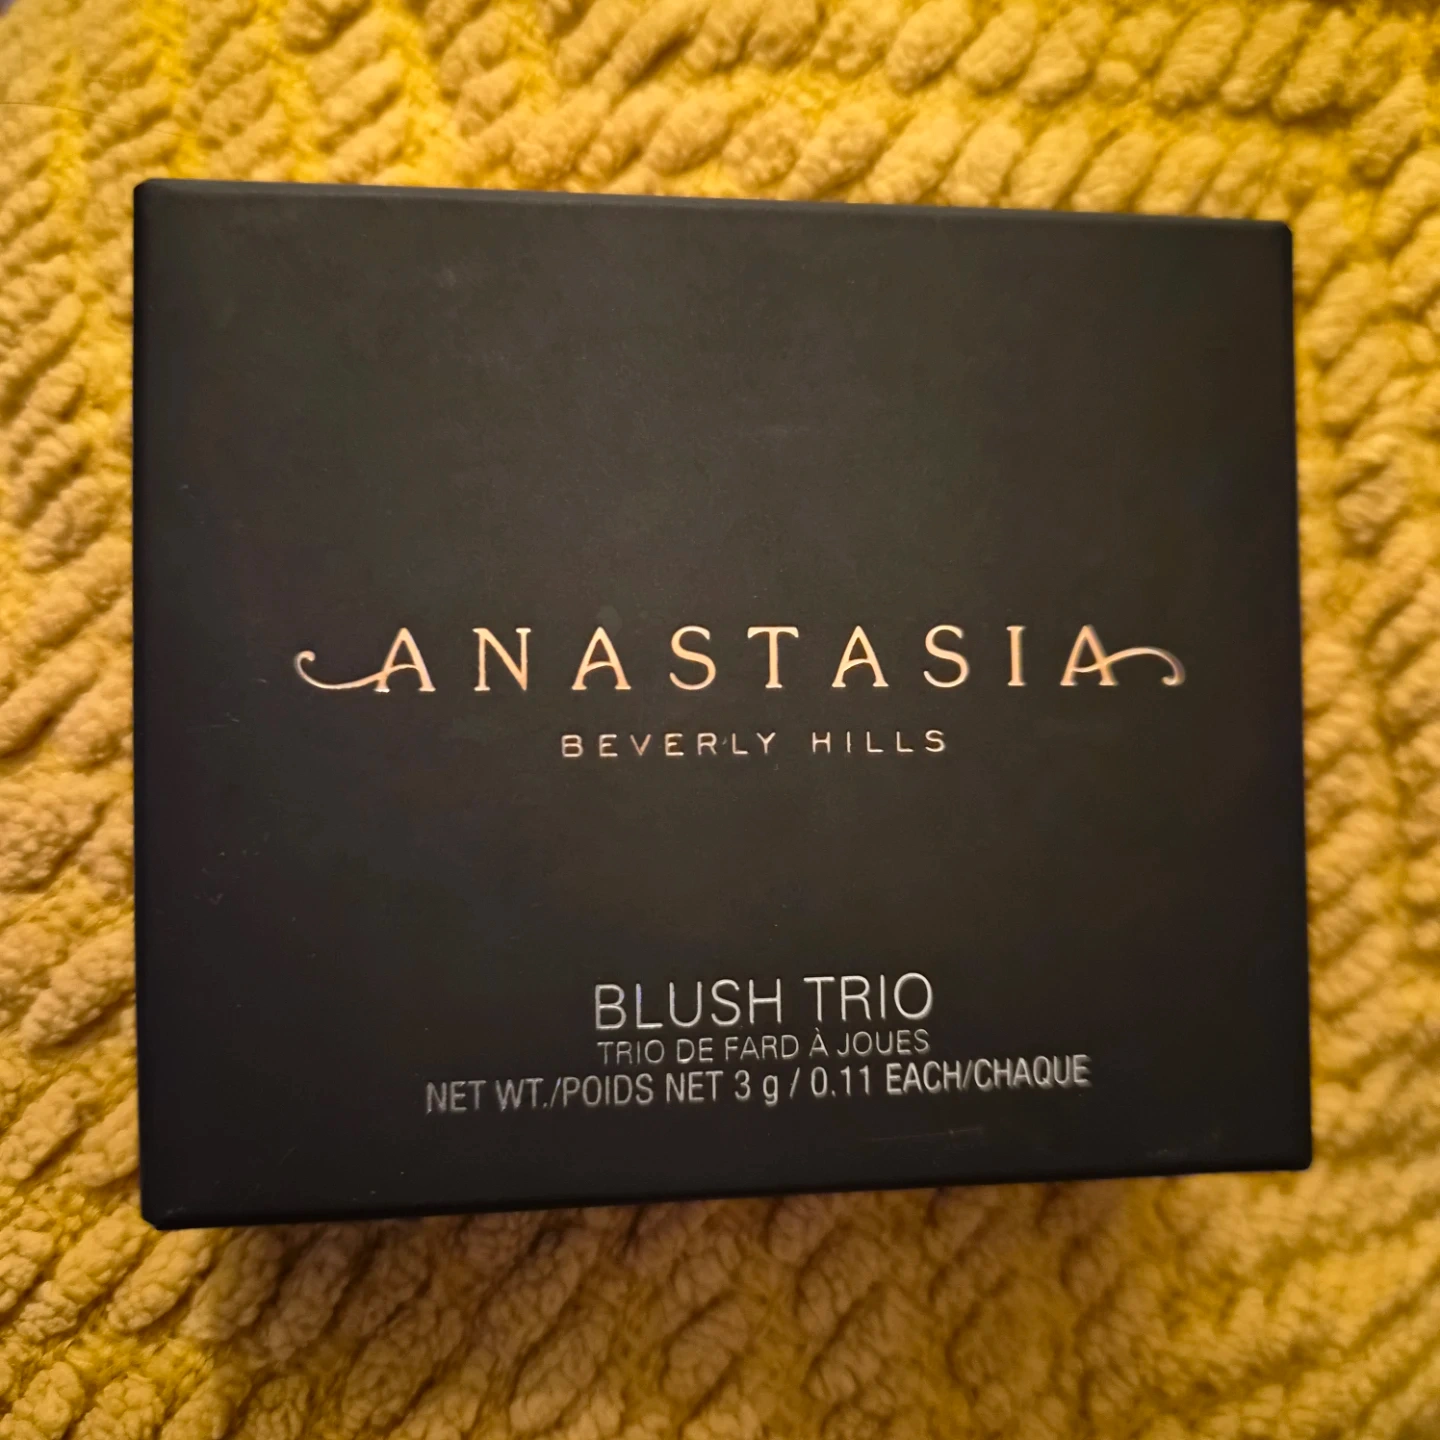 ANASTASIA
BEVERLY HILLS
BLUSH TRIO
TRIO DE FARD À JOUES
NET WT./POIDS NET 3 g / 0.11 EACH/CHAQUE